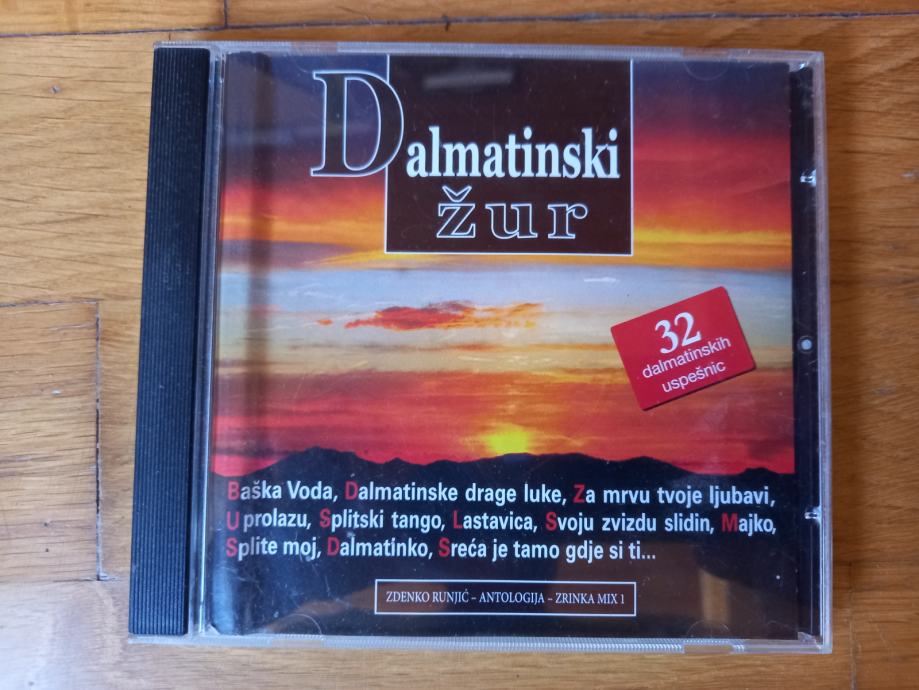 Dalmatinski
žur
32
dalmatinskih
uspešnic
Baška Voda, Dalmatinske drage luke, Za mrvu tvoje ljubavi,
U prolazu, Splitski tango, Lastavica, Svoju zvizdu slidin, Majko,
Splite moj, Dalmatinko, Sreća je tamo gdje si ti...
ZDENKO RUNJIĆ – ANTOLOGIJA – ZRINKA MIX 1